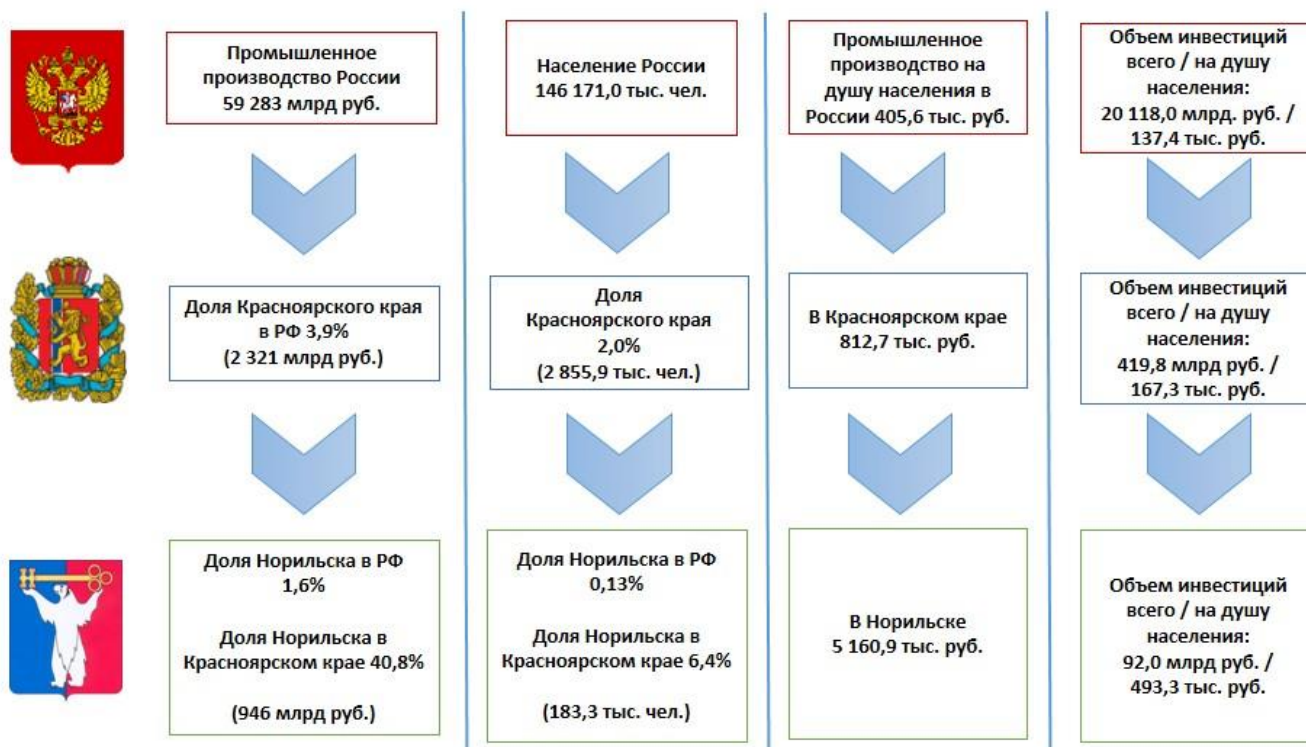 Промышленное
производство России
59 283 млрд руб.
Население России
146 171,0 тыс. чел.
Промышленное
производство на
душу населения в
России 405,6 тыс. руб.
Объем инвестиций
всего / на душу
населения:
20 118,0 млрд. руб. /
137,4 тыс. руб.
Доля Красноярского края
в РФ 3,9%
(2 321 млрд руб.)
Доля
Красноярского края
2,0%
(2 855,9 тыс. чел.)
В Красноярском крае
812,7 тыс. руб.
Объем инвестиций
всего / на душу
населения:
419,8 млрд руб. /
167,3 тыс. руб.
Доля Норильска в РФ
1,6%
Доля Норильска в
Красноярском крае 40,8%
(946 млрд руб.)
Доля Норильска в РФ
0,13%
Доля Норильска в
Красноярском крае 6,4%
(183,3 тыс. чел.)
В Норильске
5 160,9 тыс. руб.
Объем инвестиций
всего / на душу
населения:
92,0 млрд руб. /
493,3 тыс. руб.